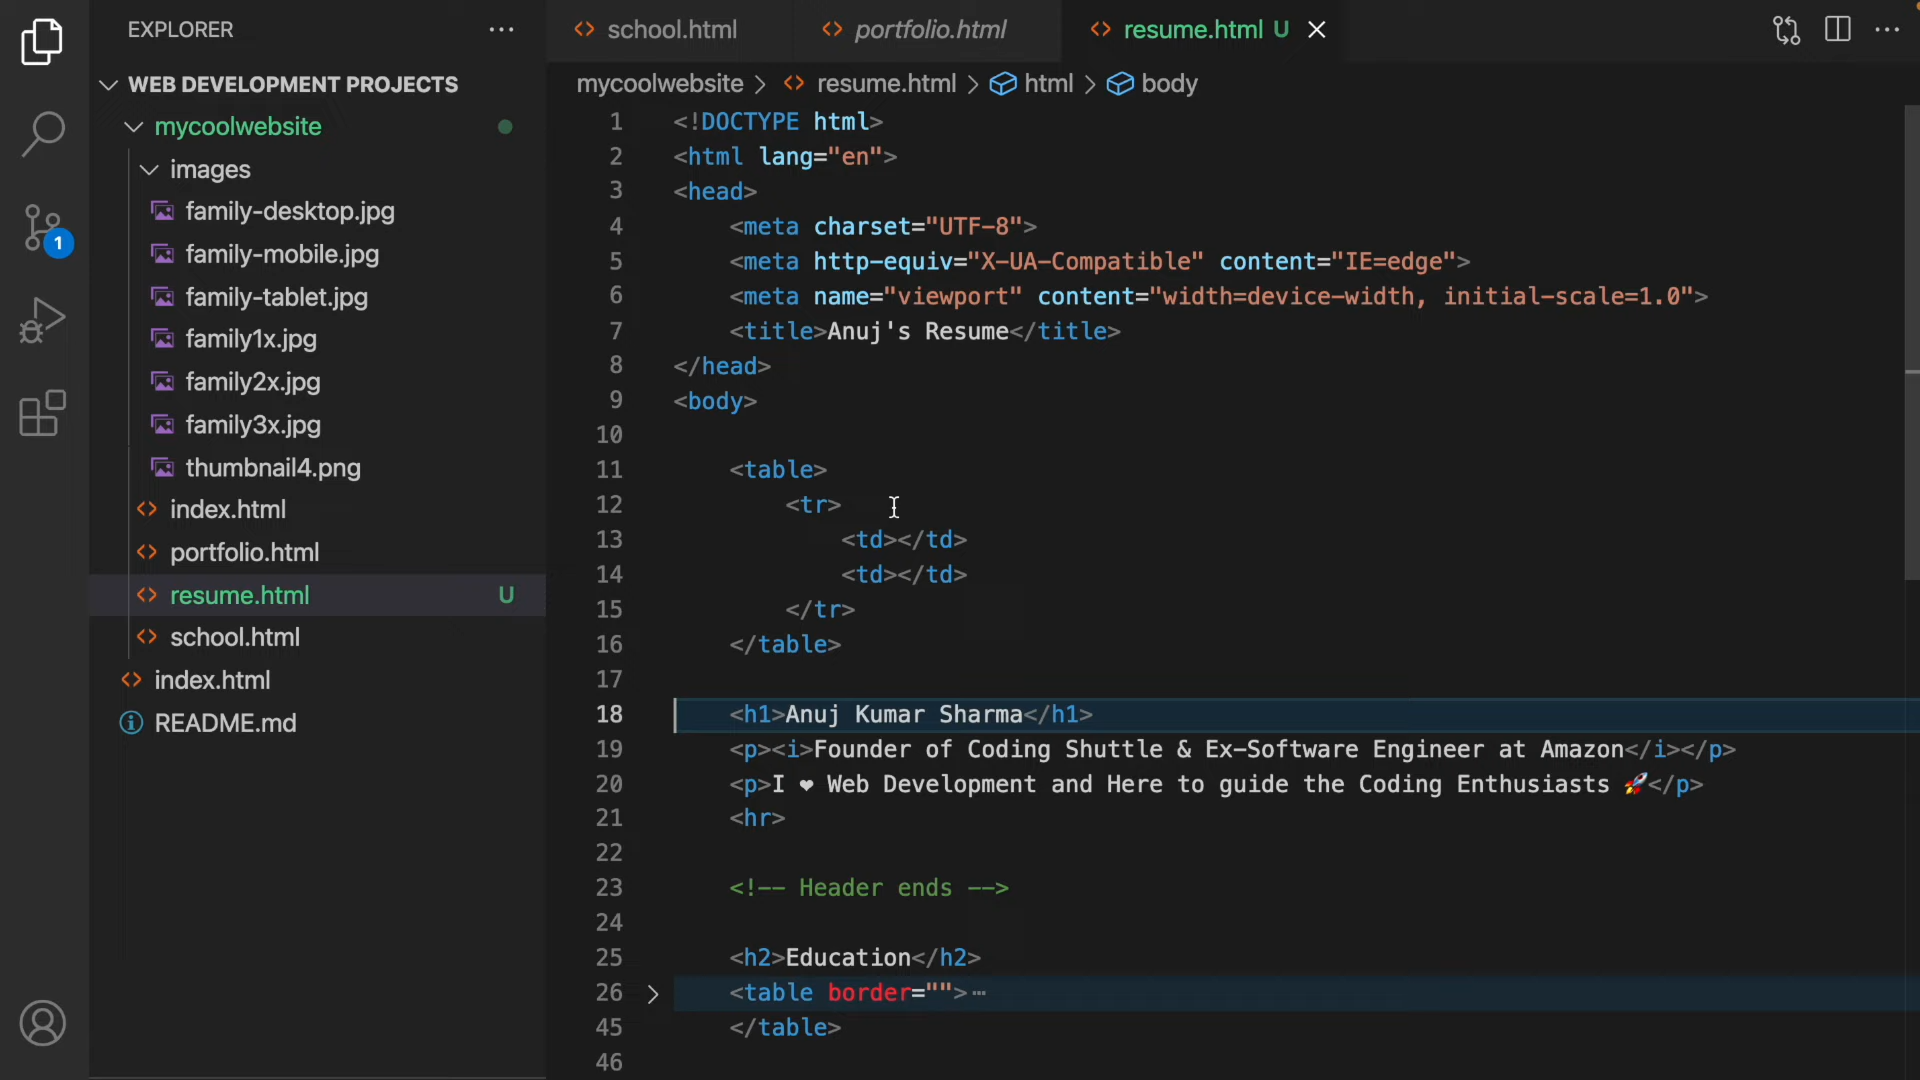 EXPLORER
school.html
portfolio.html
resume.html U
WEB DEVELOPMENT PROJECTS
mycoolwebsite
images
family-desktop.jpg
family-mobile.jpg
family-tablet.jpg
family1x.jpg
family2x.jpg
family3x.jpg
thumbnail4.png
index.html
portfolio.html
resume.html U
school.html
index.html
README.md
1
mycoolwebsite > resume.html > html > body
1 <!DOCTYPE html>
2 <html lang="en">
3 <head>
4 <meta charset="UTF-8">
5 <meta http-equiv="X-UA-Compatible" content="IE=edge">
6 <meta name="viewport" content="width=device-width, initial-scale=1.0">
7 <title>Anuj's Resume</title>
8 </head>
9 <body>
10
11 <table>
12 <tr>
13 <td></td>
14 <td></td>
15 </tr>
16 </table>
17
18 <h1>Anuj Kumar Sharma</h1>
19 <p><i>Founder of Coding Shuttle & Ex-Software Engineer at Amazon</i></p>
20 <p>I ❤ Web Development and Here to guide the Coding Enthusiasts 🚀</p>
21 <hr>
22
23 <!-- Header ends -->
24
25 <h2>Education</h2>
26 <table border="">⋯
45 </table>
46